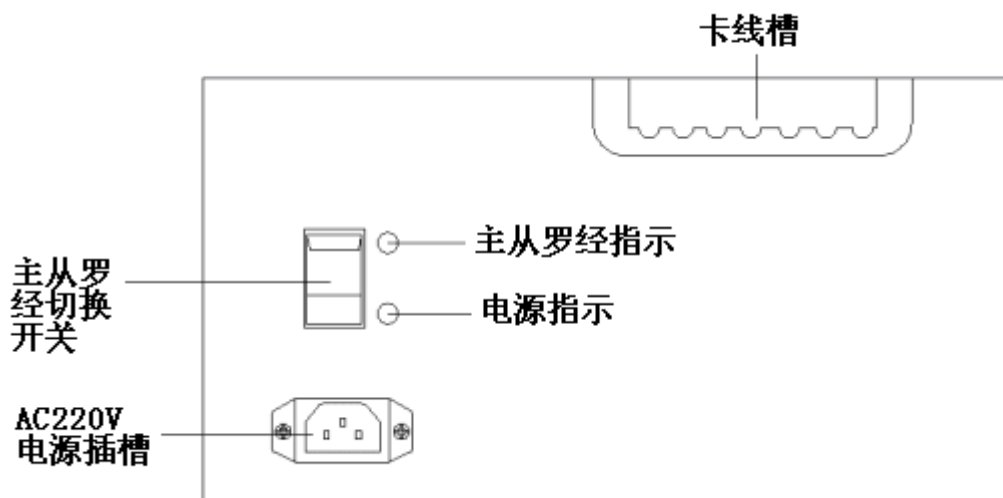 卡线槽
主从罗经指示
主从罗
经切换
开关
电源指示
AC220V
电源插槽